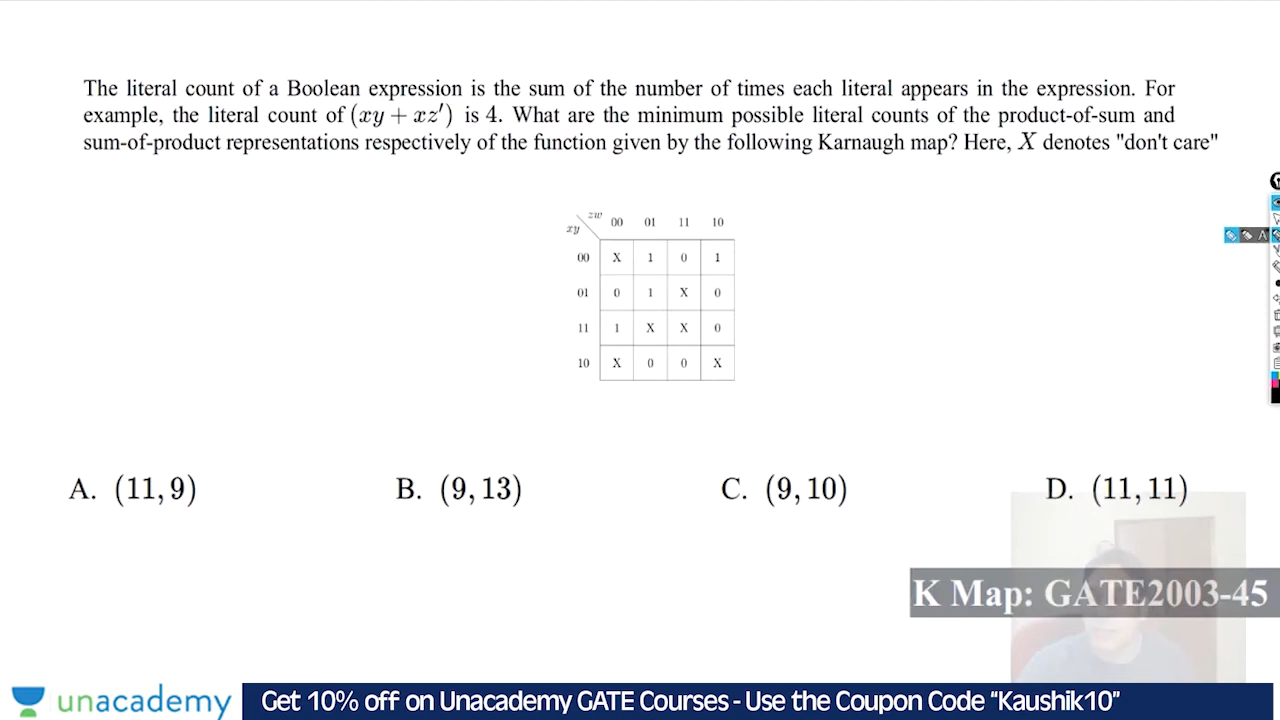 The literal count of a Boolean expression is the sum of the number of times each literal appears in the expression. For
example, the literal count of (xy + xz′) is 4. What are the minimum possible literal counts of the product-of-sum and
sum-of-product representations respectively of the function given by the following Karnaugh map? Here, X denotes "don't care"
zw
xy
00 01 11 10
00 X 1 0 1
01 0 1 X 0
11 1 X X 0
10 X 0 0 X
A
A. (11, 9) B. (9, 13) C. (9, 10) D. (11, 11)
K Map: GATE2003-45
unacademy Get 10% off on Unacademy GATE Courses - Use the Coupon Code "Kaushik10"